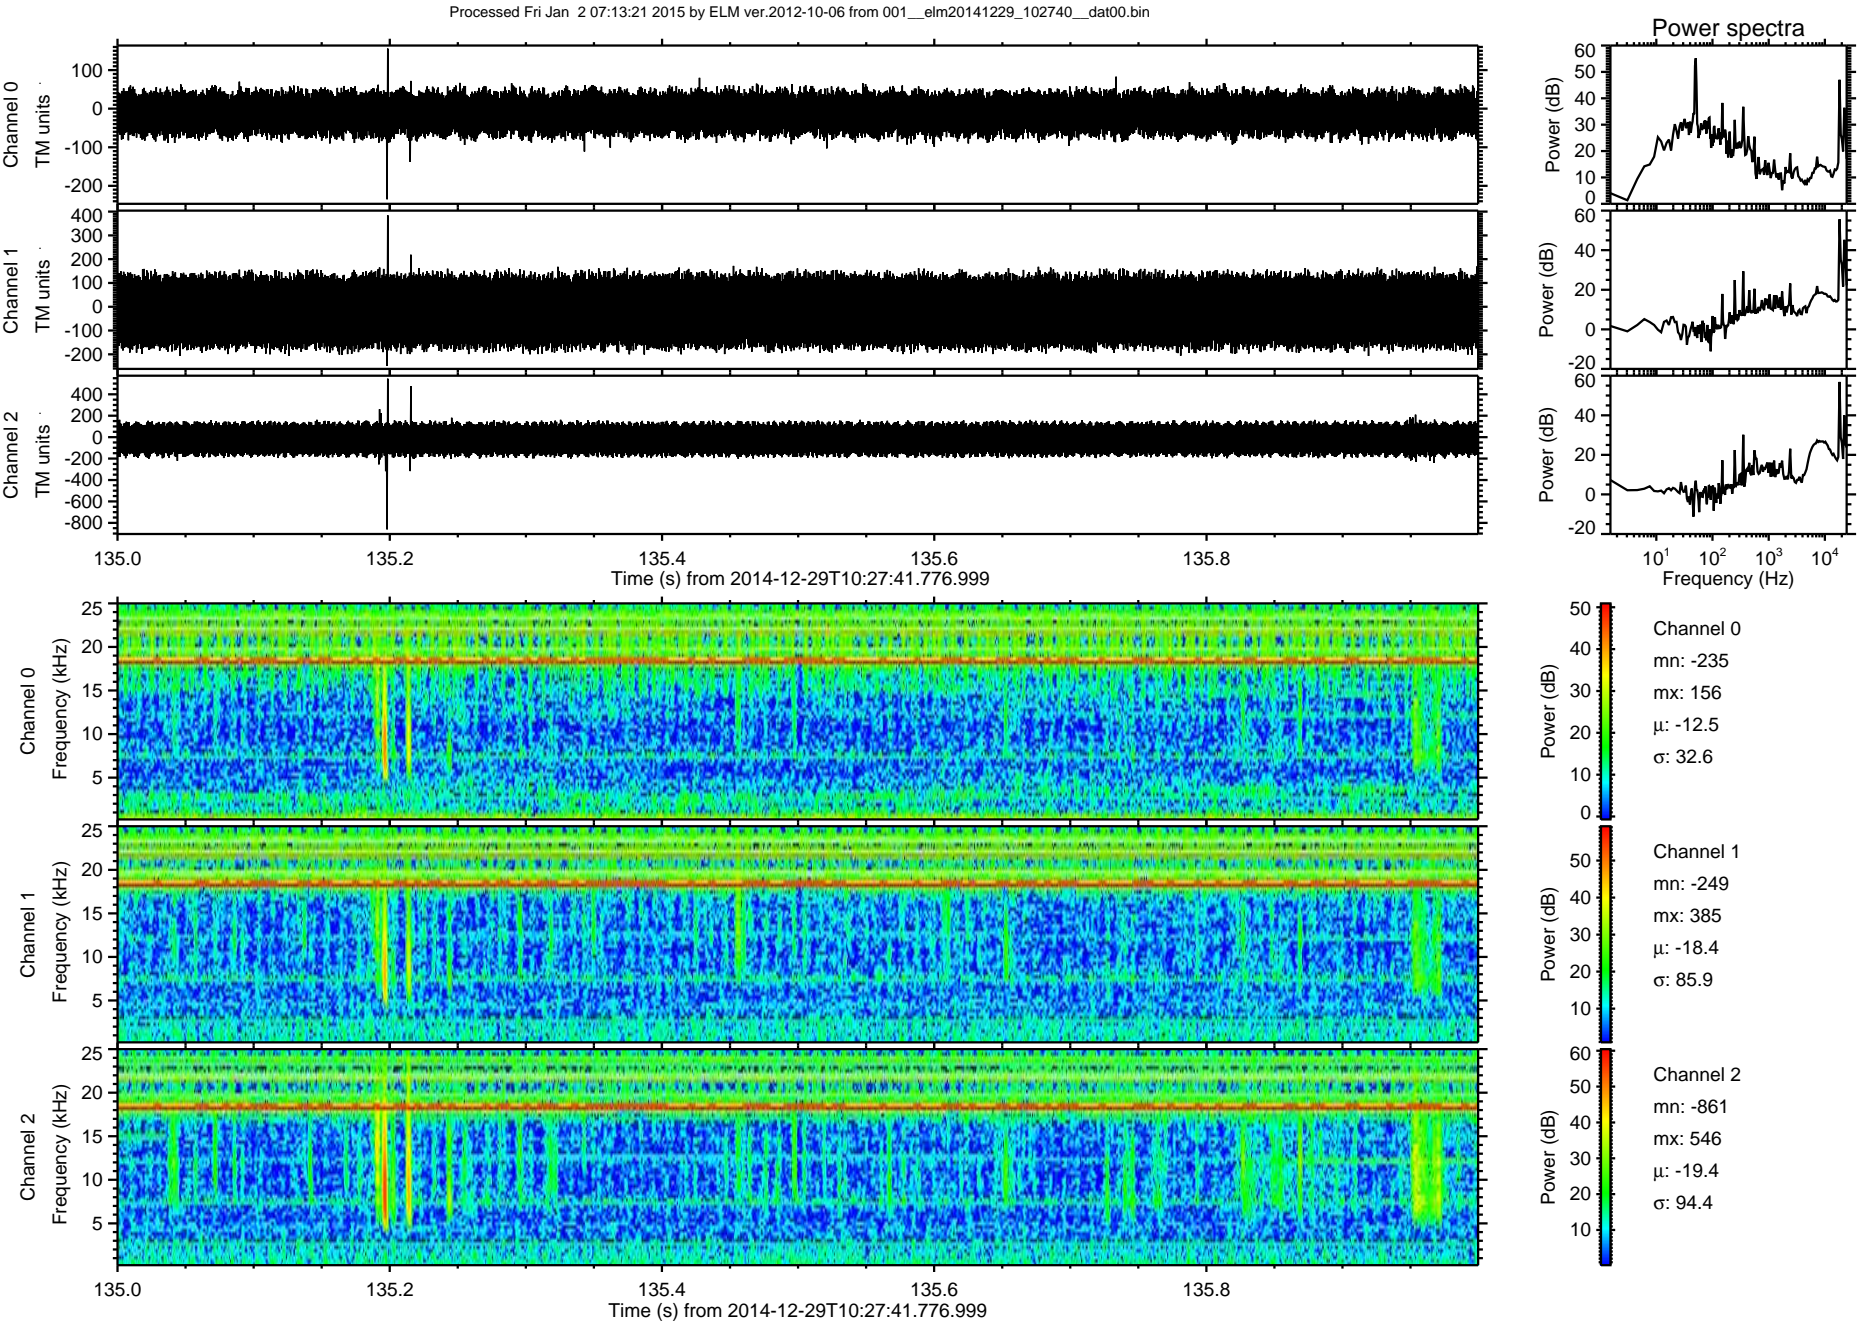 Processed Fri Jan  2 07:13:21 2015 by ELM ver.2012-10-06 from 001__elm20141229_102740__dat00.bin
Power spectra
Channel 0
TM units
100
0
-100
-200
Power (dB)
60
50
40
30
20
10
0
Channel 1
TM units
400
300
200
100
0
-100
-200
Power (dB)
60
40
20
0
-20
Channel 2
TM units
400
200
0
-200
-400
-600
-800
Power (dB)
60
40
20
0
-20
135.0 135.2 135.4 135.6 135.8
Time (s) from 2014-12-29T10:27:41.776.999
10¹ 10² 10³ 10⁴
Frequency (Hz)
Channel 0
Frequency (kHz)
25
20
15
10
5
Power (dB)
50
40
30
20
10
0
Channel 0
mn: -235
mx: 156
μ: -12.5
σ: 32.6
Channel 1
Frequency (kHz)
25
20
15
10
5
Power (dB)
50
40
30
20
10
Channel 1
mn: -249
mx: 385
μ: -18.4
σ: 85.9
Channel 2
Frequency (kHz)
25
20
15
10
5
Power (dB)
60
50
40
30
20
10
Channel 2
mn: -861
mx: 546
μ: -19.4
σ: 94.4
135.0 135.2 135.4 135.6 135.8
Time (s) from 2014-12-29T10:27:41.776.999